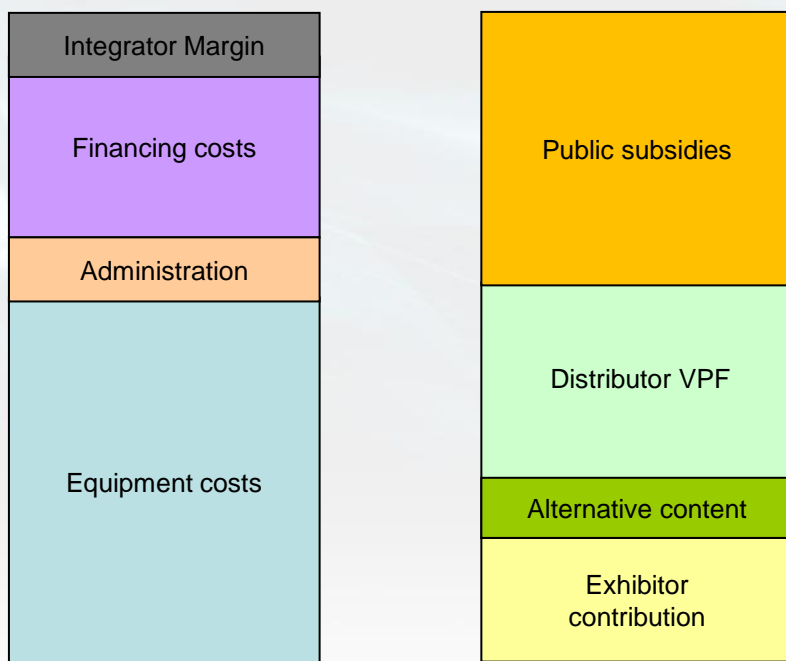 Integrator Margin
Financing costs
Administration
Equipment costs
Public subsidies
Distributor VPF
Alternative content
Exhibitor
contribution